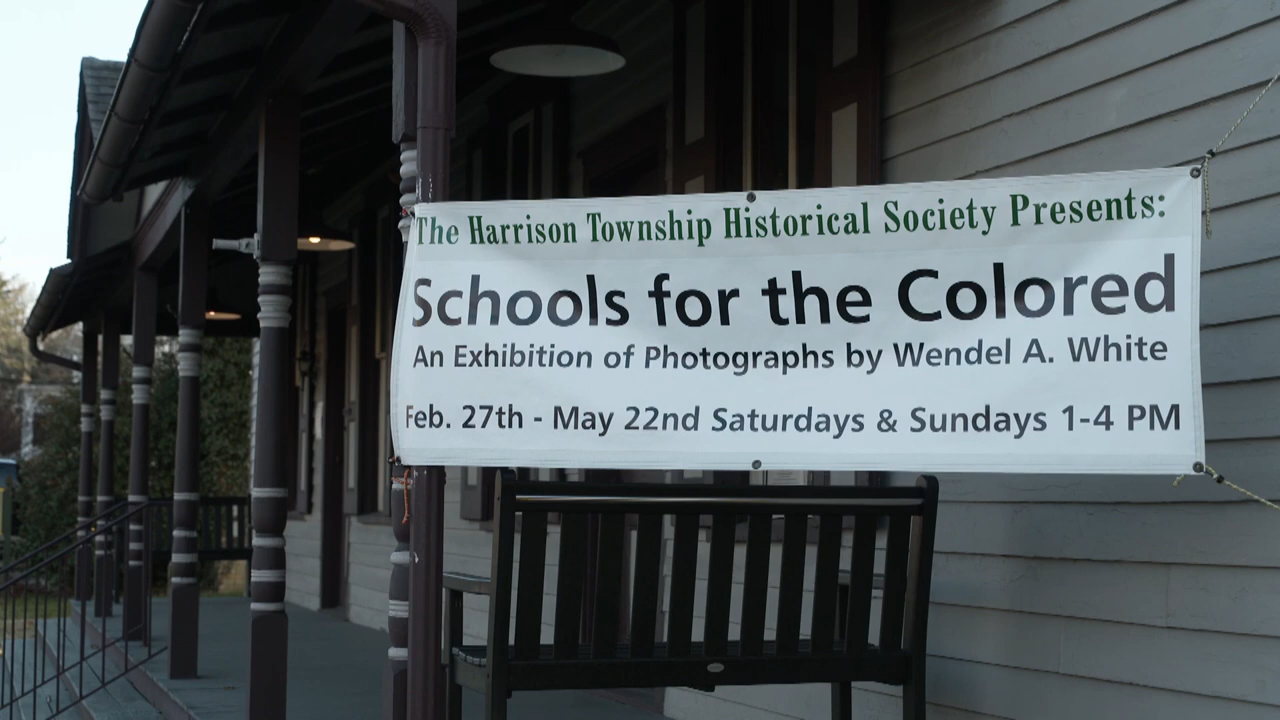 The Harrison Township Historical Society Presents:
Schools for the Colored
An Exhibition of Photographs by Wendel A. White
Feb. 27th - May 22nd Saturdays & Sundays 1-4 PM